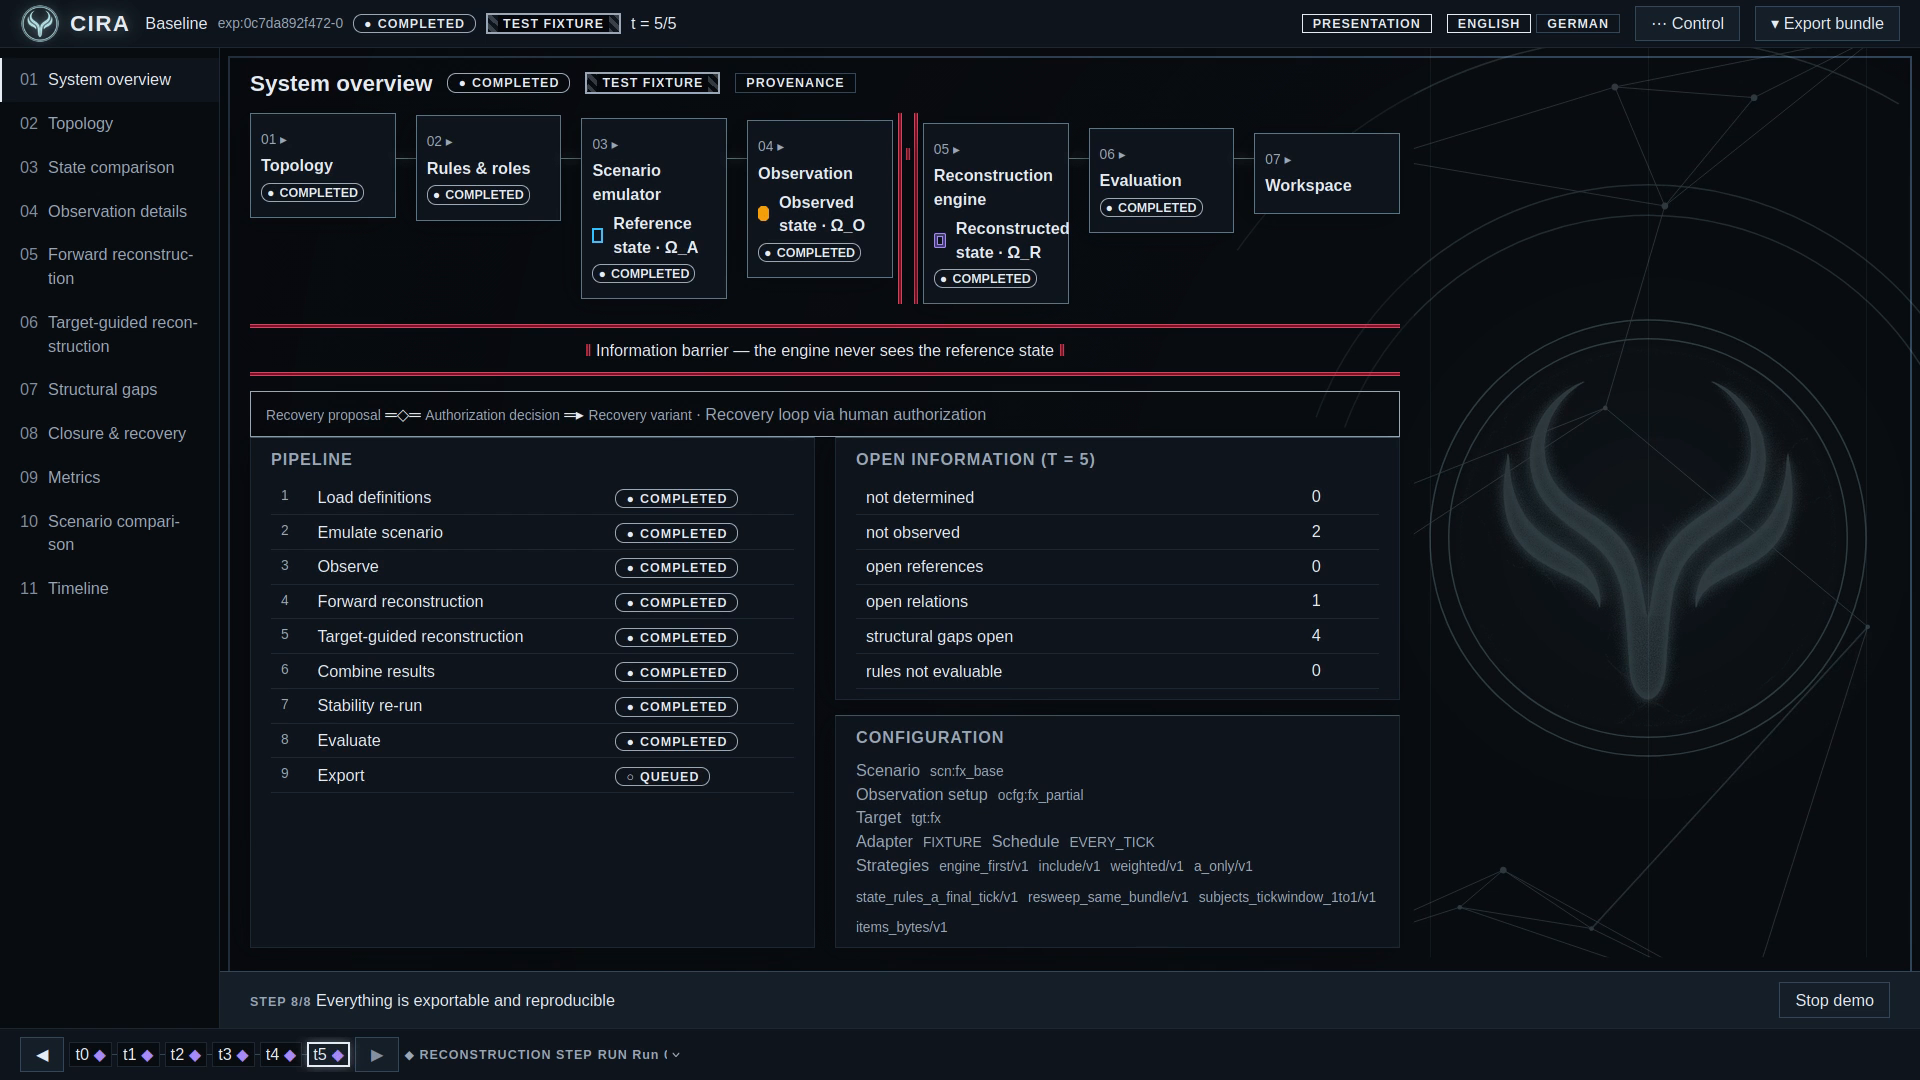 CIRA Baseline exp:0c7da892f472-0 ● COMPLETED TEST FIXTURE t = 5/5 PRESENTATION ENGLISH GERMAN ··· Control ▾ Export bundle
01 System overview
02 Topology
03 State comparison
04 Observation details
05 Forward reconstruc-
tion
06 Target-guided recon-
struction
07 Structural gaps
08 Closure & recovery
09 Metrics
10 Scenario compari-
son
11 Timeline
System overview ● COMPLETED TEST FIXTURE PROVENANCE
01 ▸
Topology
● COMPLETED
02 ▸
Rules & roles
● COMPLETED
03 ▸
Scenario
emulator
Reference
state · Ω_A
● COMPLETED
04 ▸
Observation
Observed
state · Ω_O
● COMPLETED
‖
05 ▸
Reconstruction
engine
Reconstructed
state · Ω_R
● COMPLETED
06 ▸
Evaluation
● COMPLETED
07 ▸
Workspace
‖ Information barrier — the engine never sees the reference state ‖
Recovery proposal ═◇═ Authorization decision ═▸ Recovery variant · Recovery loop via human authorization
PIPELINE
1 Load definitions ● COMPLETED
2 Emulate scenario ● COMPLETED
3 Observe ● COMPLETED
4 Forward reconstruction ● COMPLETED
5 Target-guided reconstruction ● COMPLETED
6 Combine results ● COMPLETED
7 Stability re-run ● COMPLETED
8 Evaluate ● COMPLETED
9 Export ○ QUEUED
OPEN INFORMATION (T = 5)
not determined 0
not observed 2
open references 0
open relations 1
structural gaps open 4
rules not evaluable 0
CONFIGURATION
Scenario scn:fx_base
Observation setup ocfg:fx_partial
Target tgt:fx
Adapter FIXTURE Schedule EVERY_TICK
Strategies engine_first/v1 include/v1 weighted/v1 a_only/v1
state_rules_a_final_tick/v1 resweep_same_bundle/v1 subjects_tickwindow_1to1/v1
items_bytes/v1
STEP 8/8 Everything is exportable and reproducible Stop demo
◀ t0 ◆ t1 ◆ t2 ◆ t3 ◆ t4 ◆ t5 ◆ ▶ ◆ RECONSTRUCTION STEP RUN Run